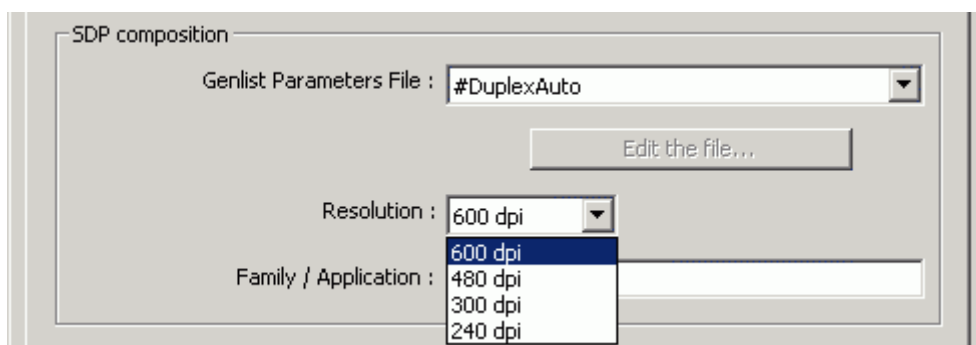 SDP composition
Genlist Parameters File : #DuplexAuto
Edit the file...
Resolution : 600 dpi
600 dpi
Family / Application : 480 dpi
300 dpi
240 dpi